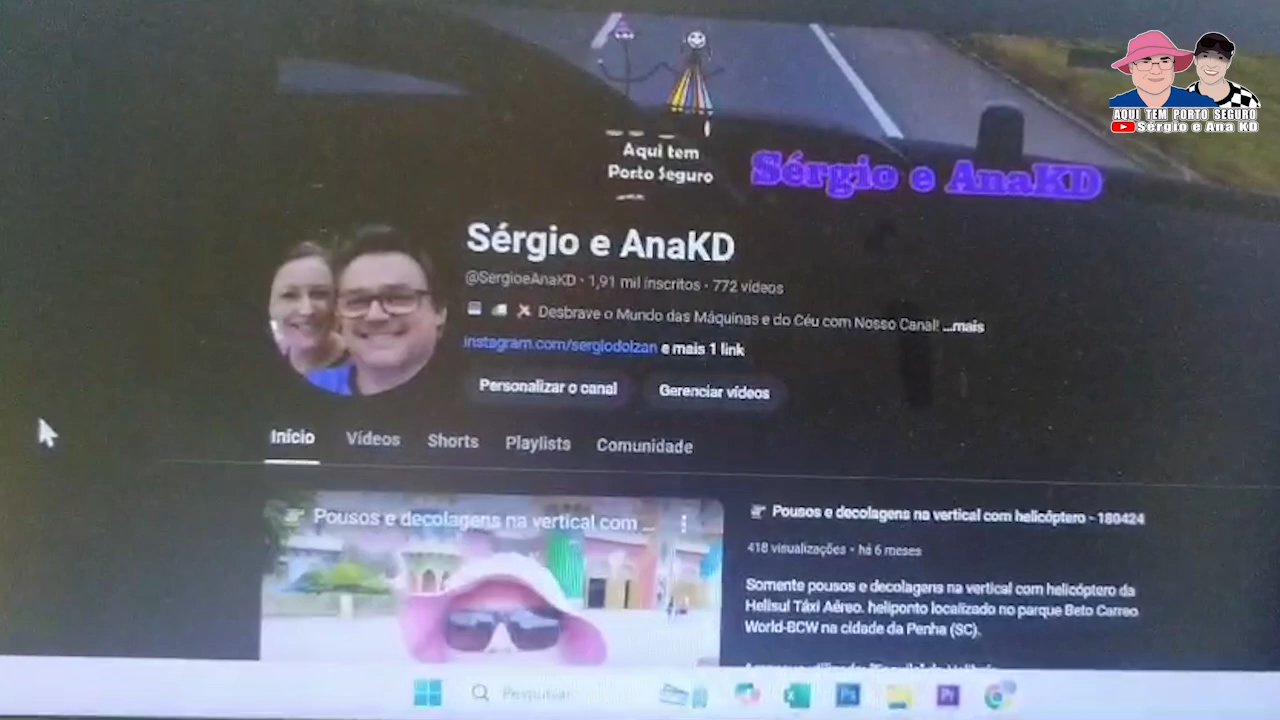 AQUI TEM PORTO SEGURO
Sérgio e Ana KD
Aqui tem
Porto Seguro
Sérgio e AnaKD
Sérgio e AnaKD
@SergioeAnaKD · 1,91 mil inscritos · 772 vídeos
Desbrave o Mundo das Máquinas e do Céu com Nosso Canal! ...mais
instagram.com/sergiodolzan e mais 1 link
Personalizar o canal Gerenciar vídeos
Início Vídeos Shorts Playlists Comunidade
Pousos e decolagens na vertical com ...
Pousos e decolagens na vertical com helicóptero - 180424
418 visualizações · há 6 meses
Somente pousos e decolagens na vertical com helicóptero da
Helisul Táxi Aéreo. heliponto localizado no parque Beto Carreo
World-BCW na cidade da Penha (SC).
Pesquisar
Ps
Pr